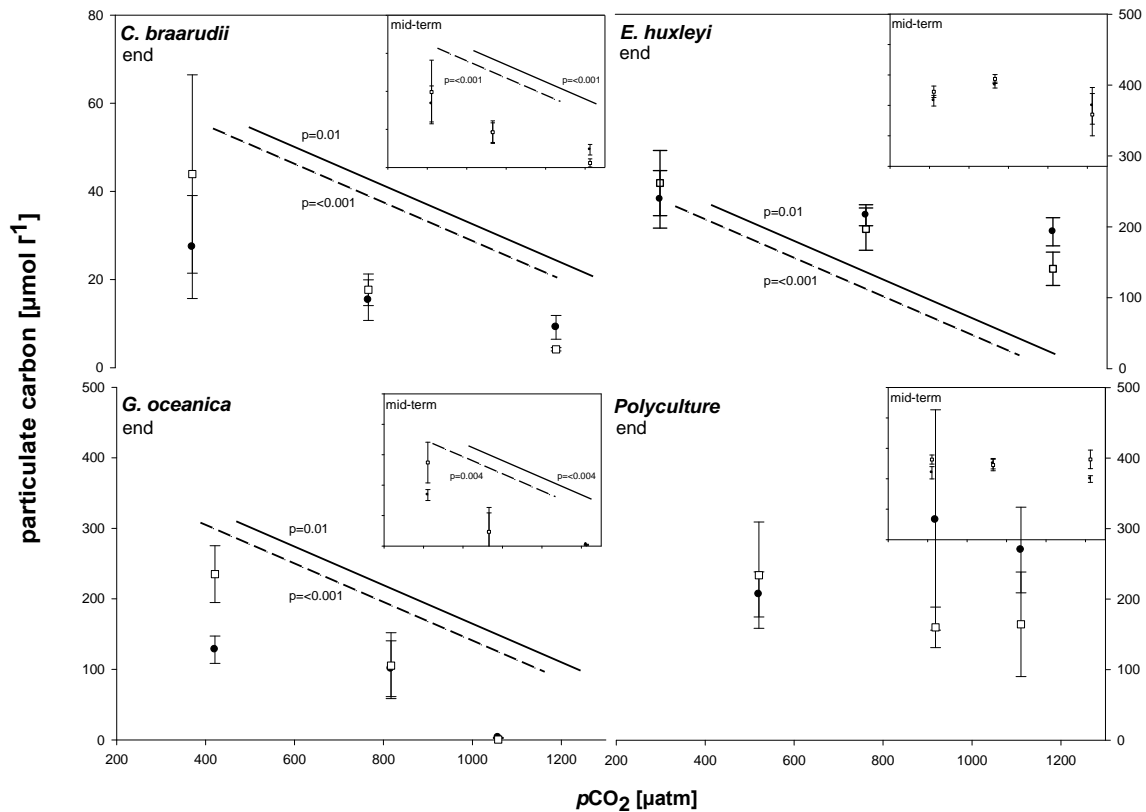 particulate carbon [µmol l¹]
80
60
40
20
0
C. braarudii
end
p=0.01
p=<0.001
mid-term
p=<0.001
p=<0.001
E. huxleyi
end
p=0.01
p=<0.001
mid-term
500
400
300
200
100
0
500
400
300
200
100
0
G. oceanica
end
p=0.01
p=<0.001
mid-term
p=0.004
p=<0.004
Polyculture
end
mid-term
500
400
300
200
100
0
200
400
600
800
1000
1200
200
400
600
800
1000
1200
pCO2 [µatm]